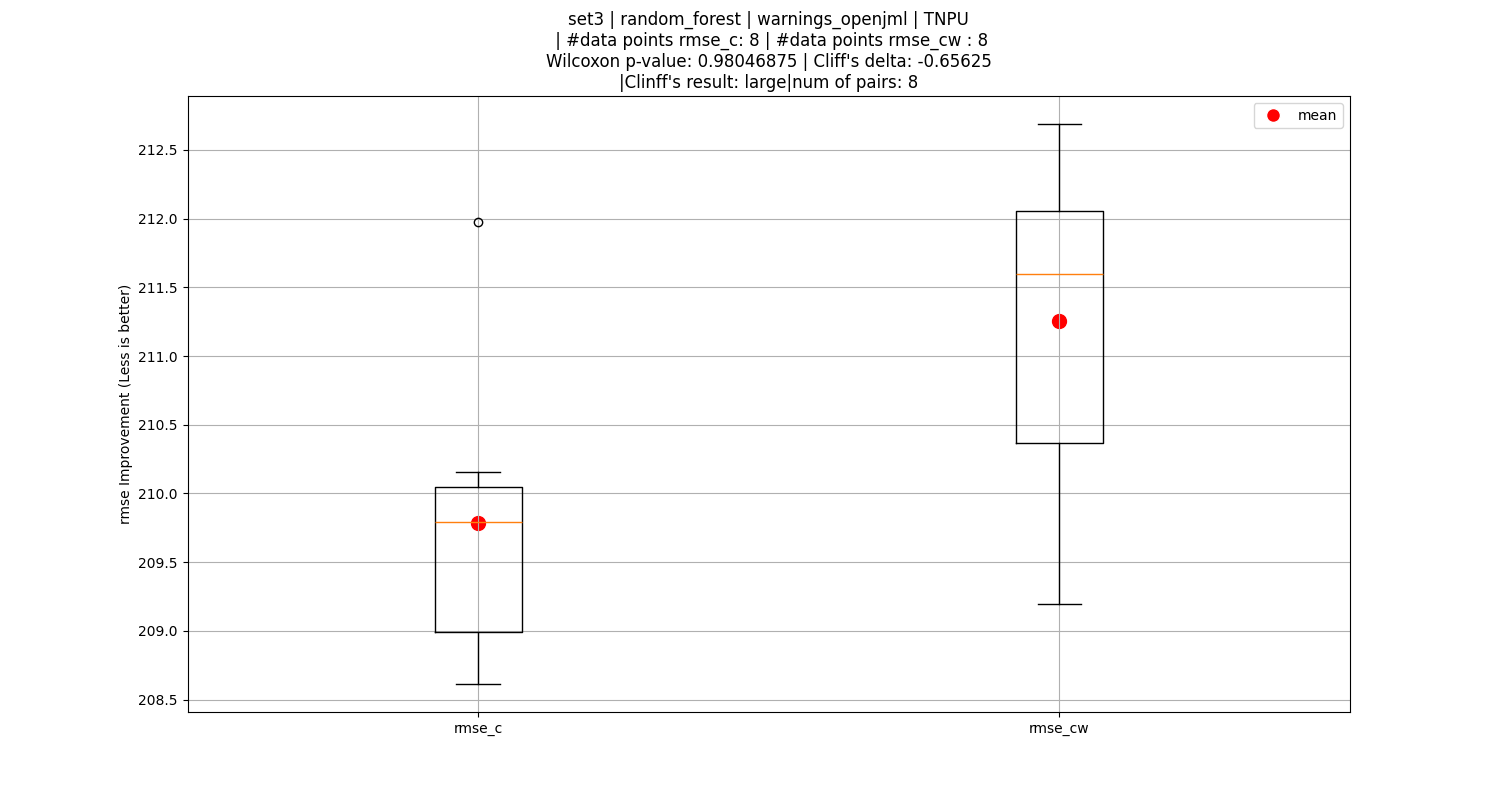 set3 | random_forest | warnings_openjml | TNPU
| #data points rmse_c: 8 | #data points rmse_cw : 8
Wilcoxon p-value: 0.98046875 | Cliff's delta: -0.65625
|Clinff's result: large|num of pairs: 8
mean
212.5
212.0
211.5
211.0
210.5
210.0
209.5
209.0
208.5
rmse Improvement (Less is better)
rmse_c
rmse_cw